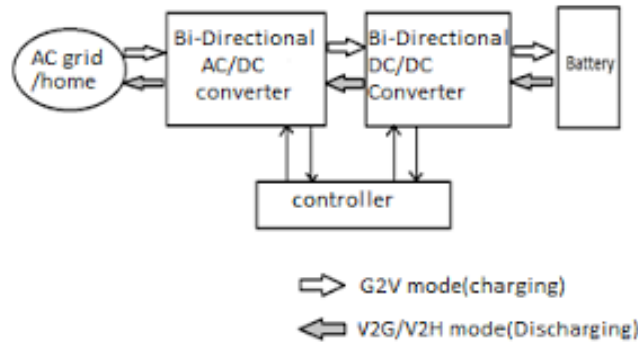 AC grid
/home
Bi-Directional
AC/DC
converter
Bi-Directional
DC/DC
Converter
Battery
controller
G2V mode(charging)
V2G/V2H mode(Discharging)